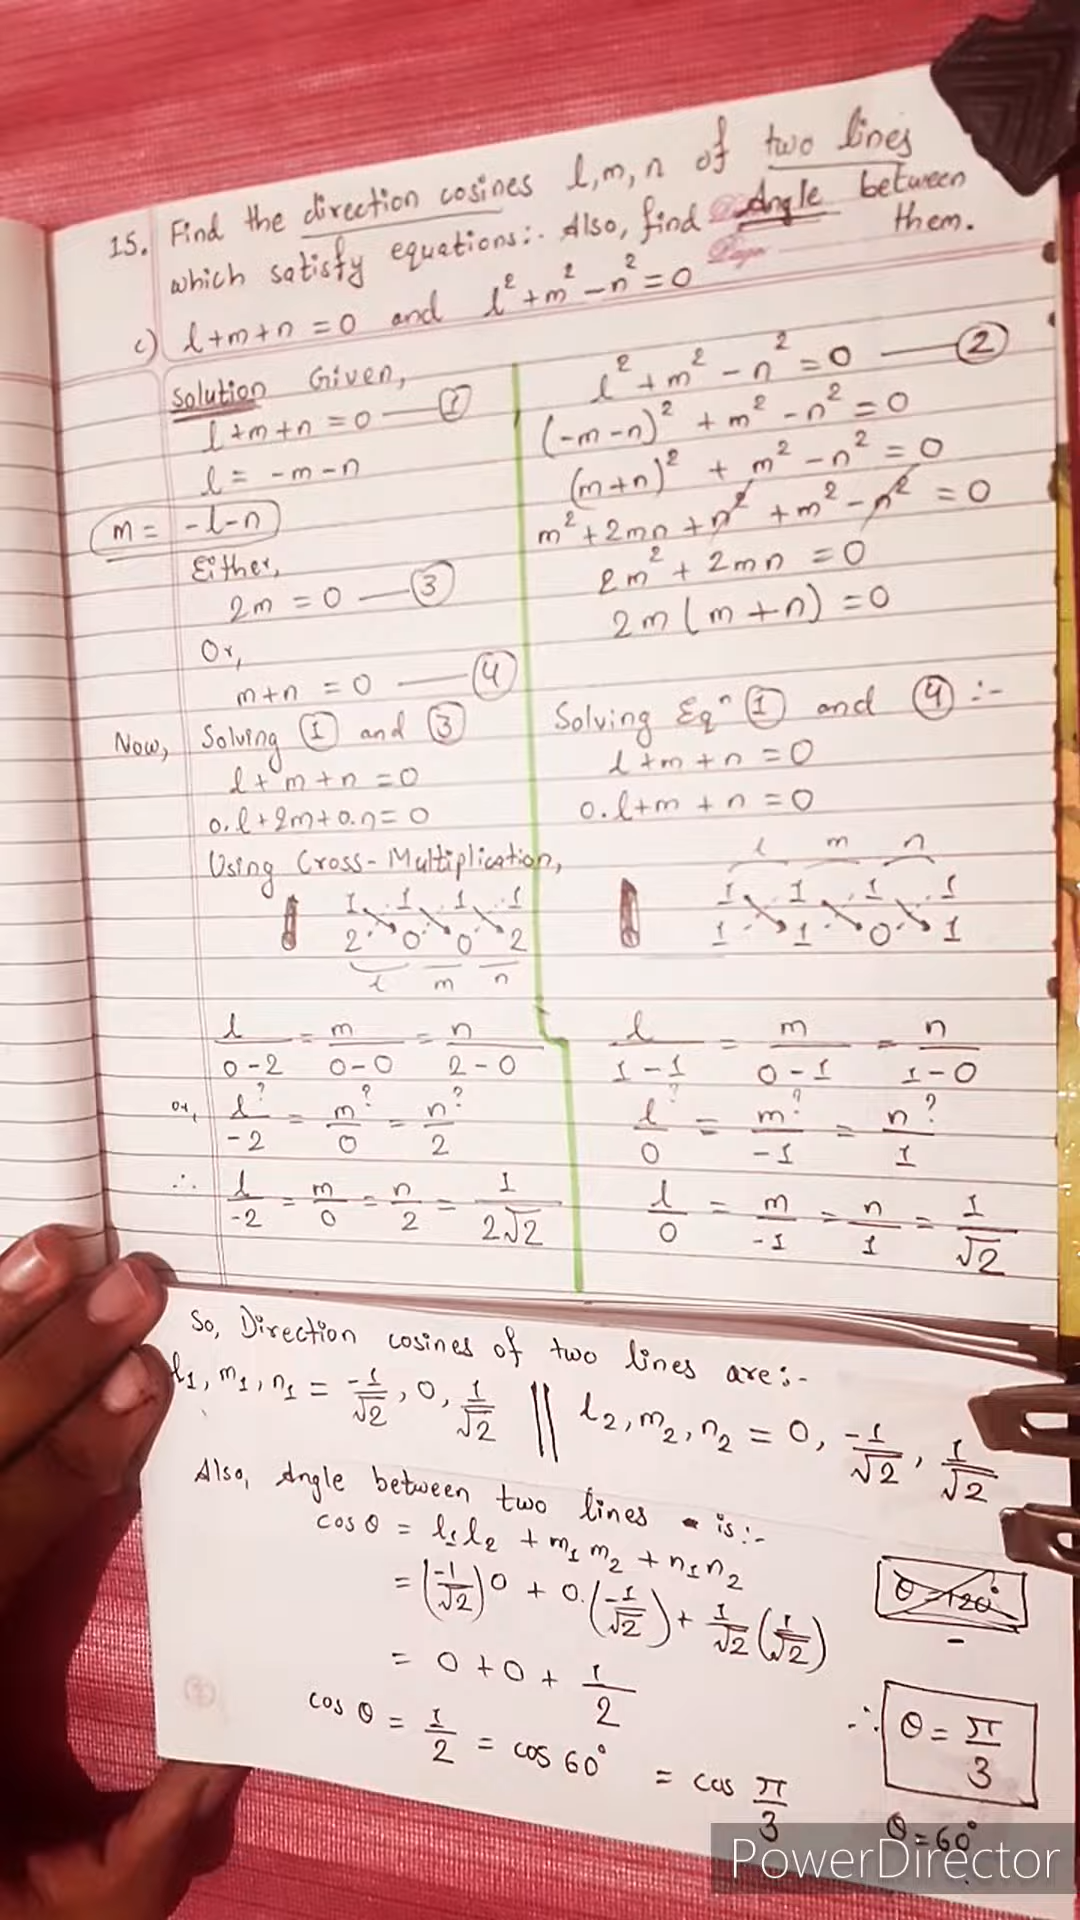 15. Find the direction cosines l, m, n of two lines
which satisfy equations:- Also, find Angle between
them.
c) l+m+n = 0 and l²+m²-n² = 0
Solution Given,
l+m+n = 0 — ①
l = -m-n
m = -l-n
Either,
2m = 0 — ③
Or,
m+n = 0 — ④
l²+m²-n² = 0 — ②
(-m-n)² + m² - n² = 0
(m+n)² + m² - n² = 0
m²+2mn+n² + m² - n² = 0
2m² + 2mn = 0
2m(m+n) = 0
Now, Solving ① and ③
l+m+n = 0
0.l+2m+0.n = 0
Using Cross-Multiplication,
1 1 1 1
2 0 0 2
l m n
l/0-2 = m/0-0 = n/2-0
or, l?/-2 = m?/0 = n?/2
∴ l/-2 = m/0 = n/2 = 1/2√2
Solving Eqⁿ ① and ④ :-
l+m+n = 0
0.l+m+n = 0
l m n
1 1 1 1
1 1 0 1
l/1-1 = m/0-1 = n/1-0
l?/0 = m?/-1 = n?/1
l/0 = m/-1 = n/1 = 1/√2
So, Direction cosines of two lines are:-
l₁, m₁, n₁ = -1/√2, 0, 1/√2 || l₂, m₂, n₂ = 0, -1/√2, 1/√2
Also, Angle between two lines is:-
cos θ = l₁l₂ + m₁m₂ + n₁n₂
= (-1/√2)0 + 0.(-1/√2) + 1/√2(1/√2)
θ = 120°
= 0+0+ 1/2
cos θ = 1/2 = cos 60° = cos π/3
∴ θ = π/3
θ = 60°
PowerDirector